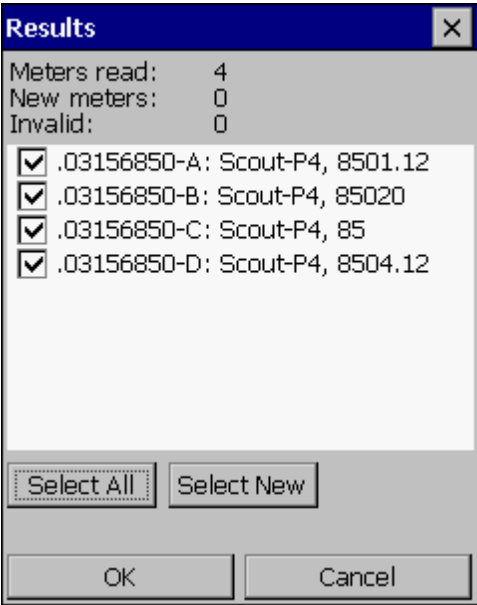 Results
Meters read: 4
New meters: 0
Invalid: 0
.03156850-A: Scout-P4, 8501.12
.03156850-B: Scout-P4, 85020
.03156850-C: Scout-P4, 85
.03156850-D: Scout-P4, 8504.12
Select All Select New
OK Cancel